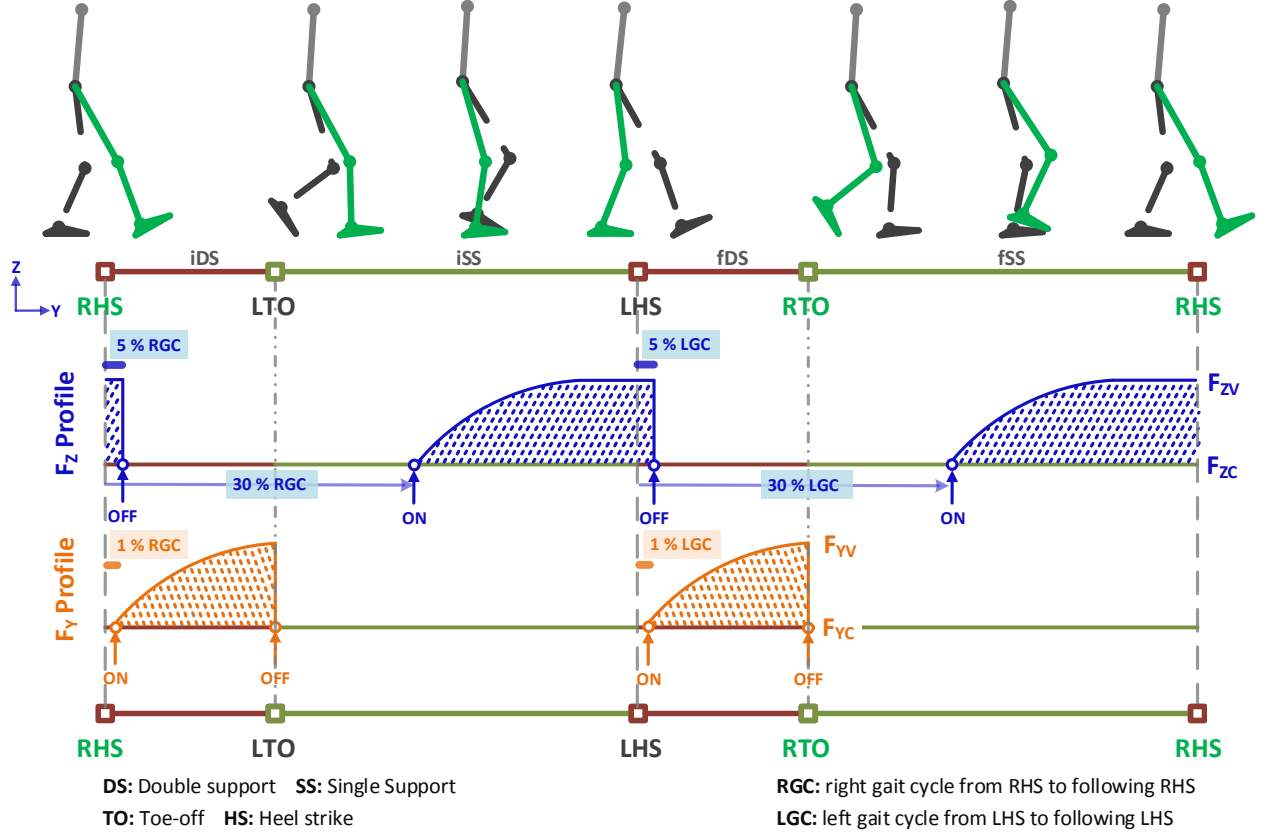 iDS
iSS
fDS
fSS
Z
Y
RHS
LTO
LHS
RTO
RHS
5 % RGC
5 % LGC
FZ Profile
FZV
FZC
30 % RGC
30 % LGC
OFF
ON
OFF
ON
1 % RGC
1 % LGC
FY Profile
FYV
FYC
ON
OFF
ON
OFF
RHS
LTO
LHS
RTO
RHS
DS: Double support SS: Single Support
TO: Toe-off HS: Heel strike
RGC: right gait cycle from RHS to following RHS
LGC: left gait cycle from LHS to following LHS